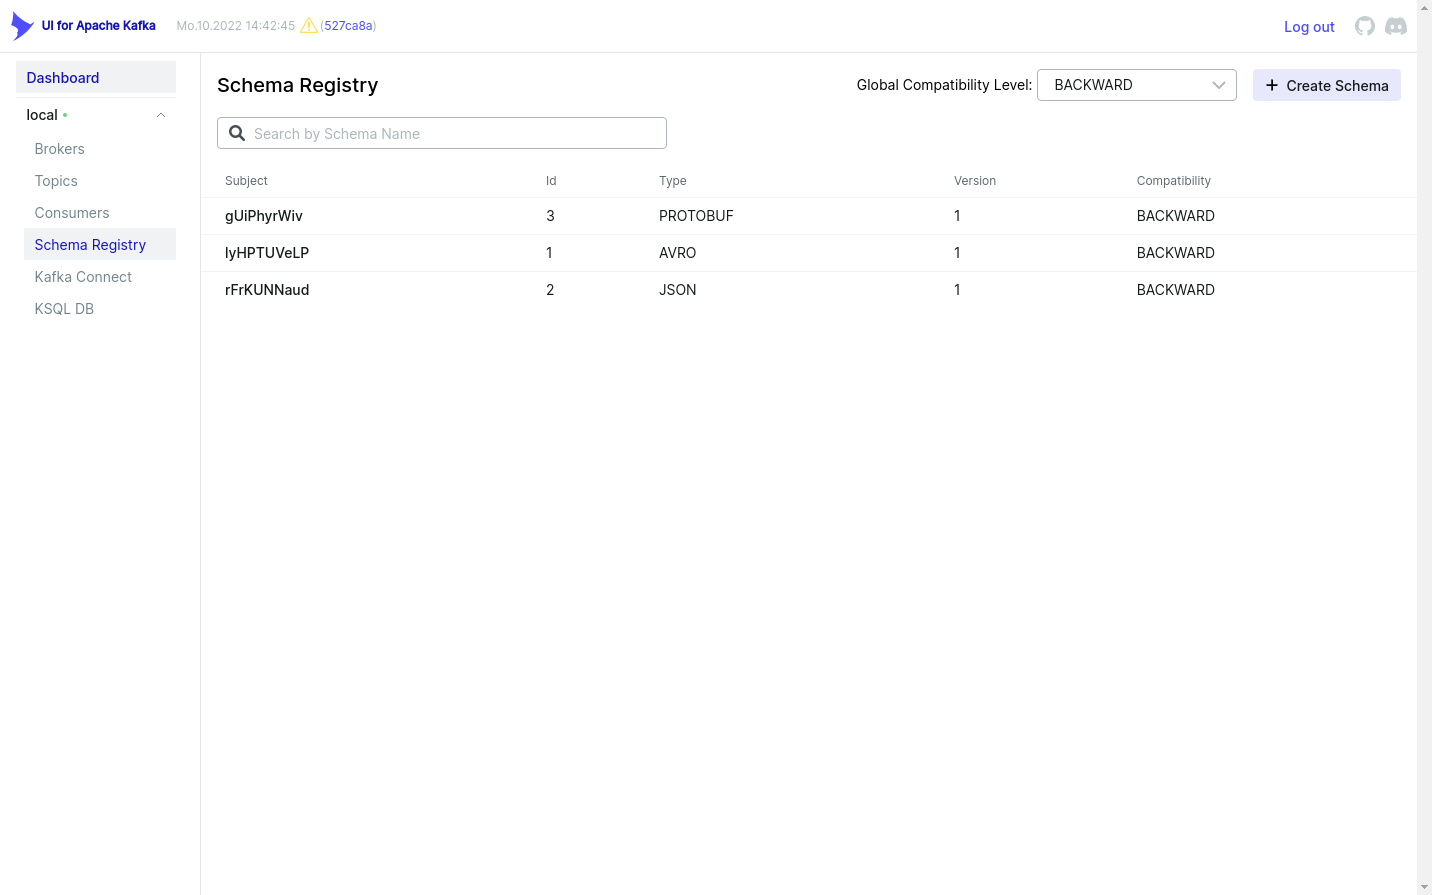 UI for Apache Kafka Mo.10.2022 14:42:45 (527ca8a) Log out
Dashboard
local
Brokers
Topics
Consumers
Schema Registry
Kafka Connect
KSQL DB
Schema Registry Global Compatibility Level: BACKWARD Create Schema
Search by Schema Name
Subject Id Type Version Compatibility
gUiPhyrWiv 3 PROTOBUF 1 BACKWARD
lyHPTUVeLP 1 AVRO 1 BACKWARD
rFrKUNNaud 2 JSON 1 BACKWARD